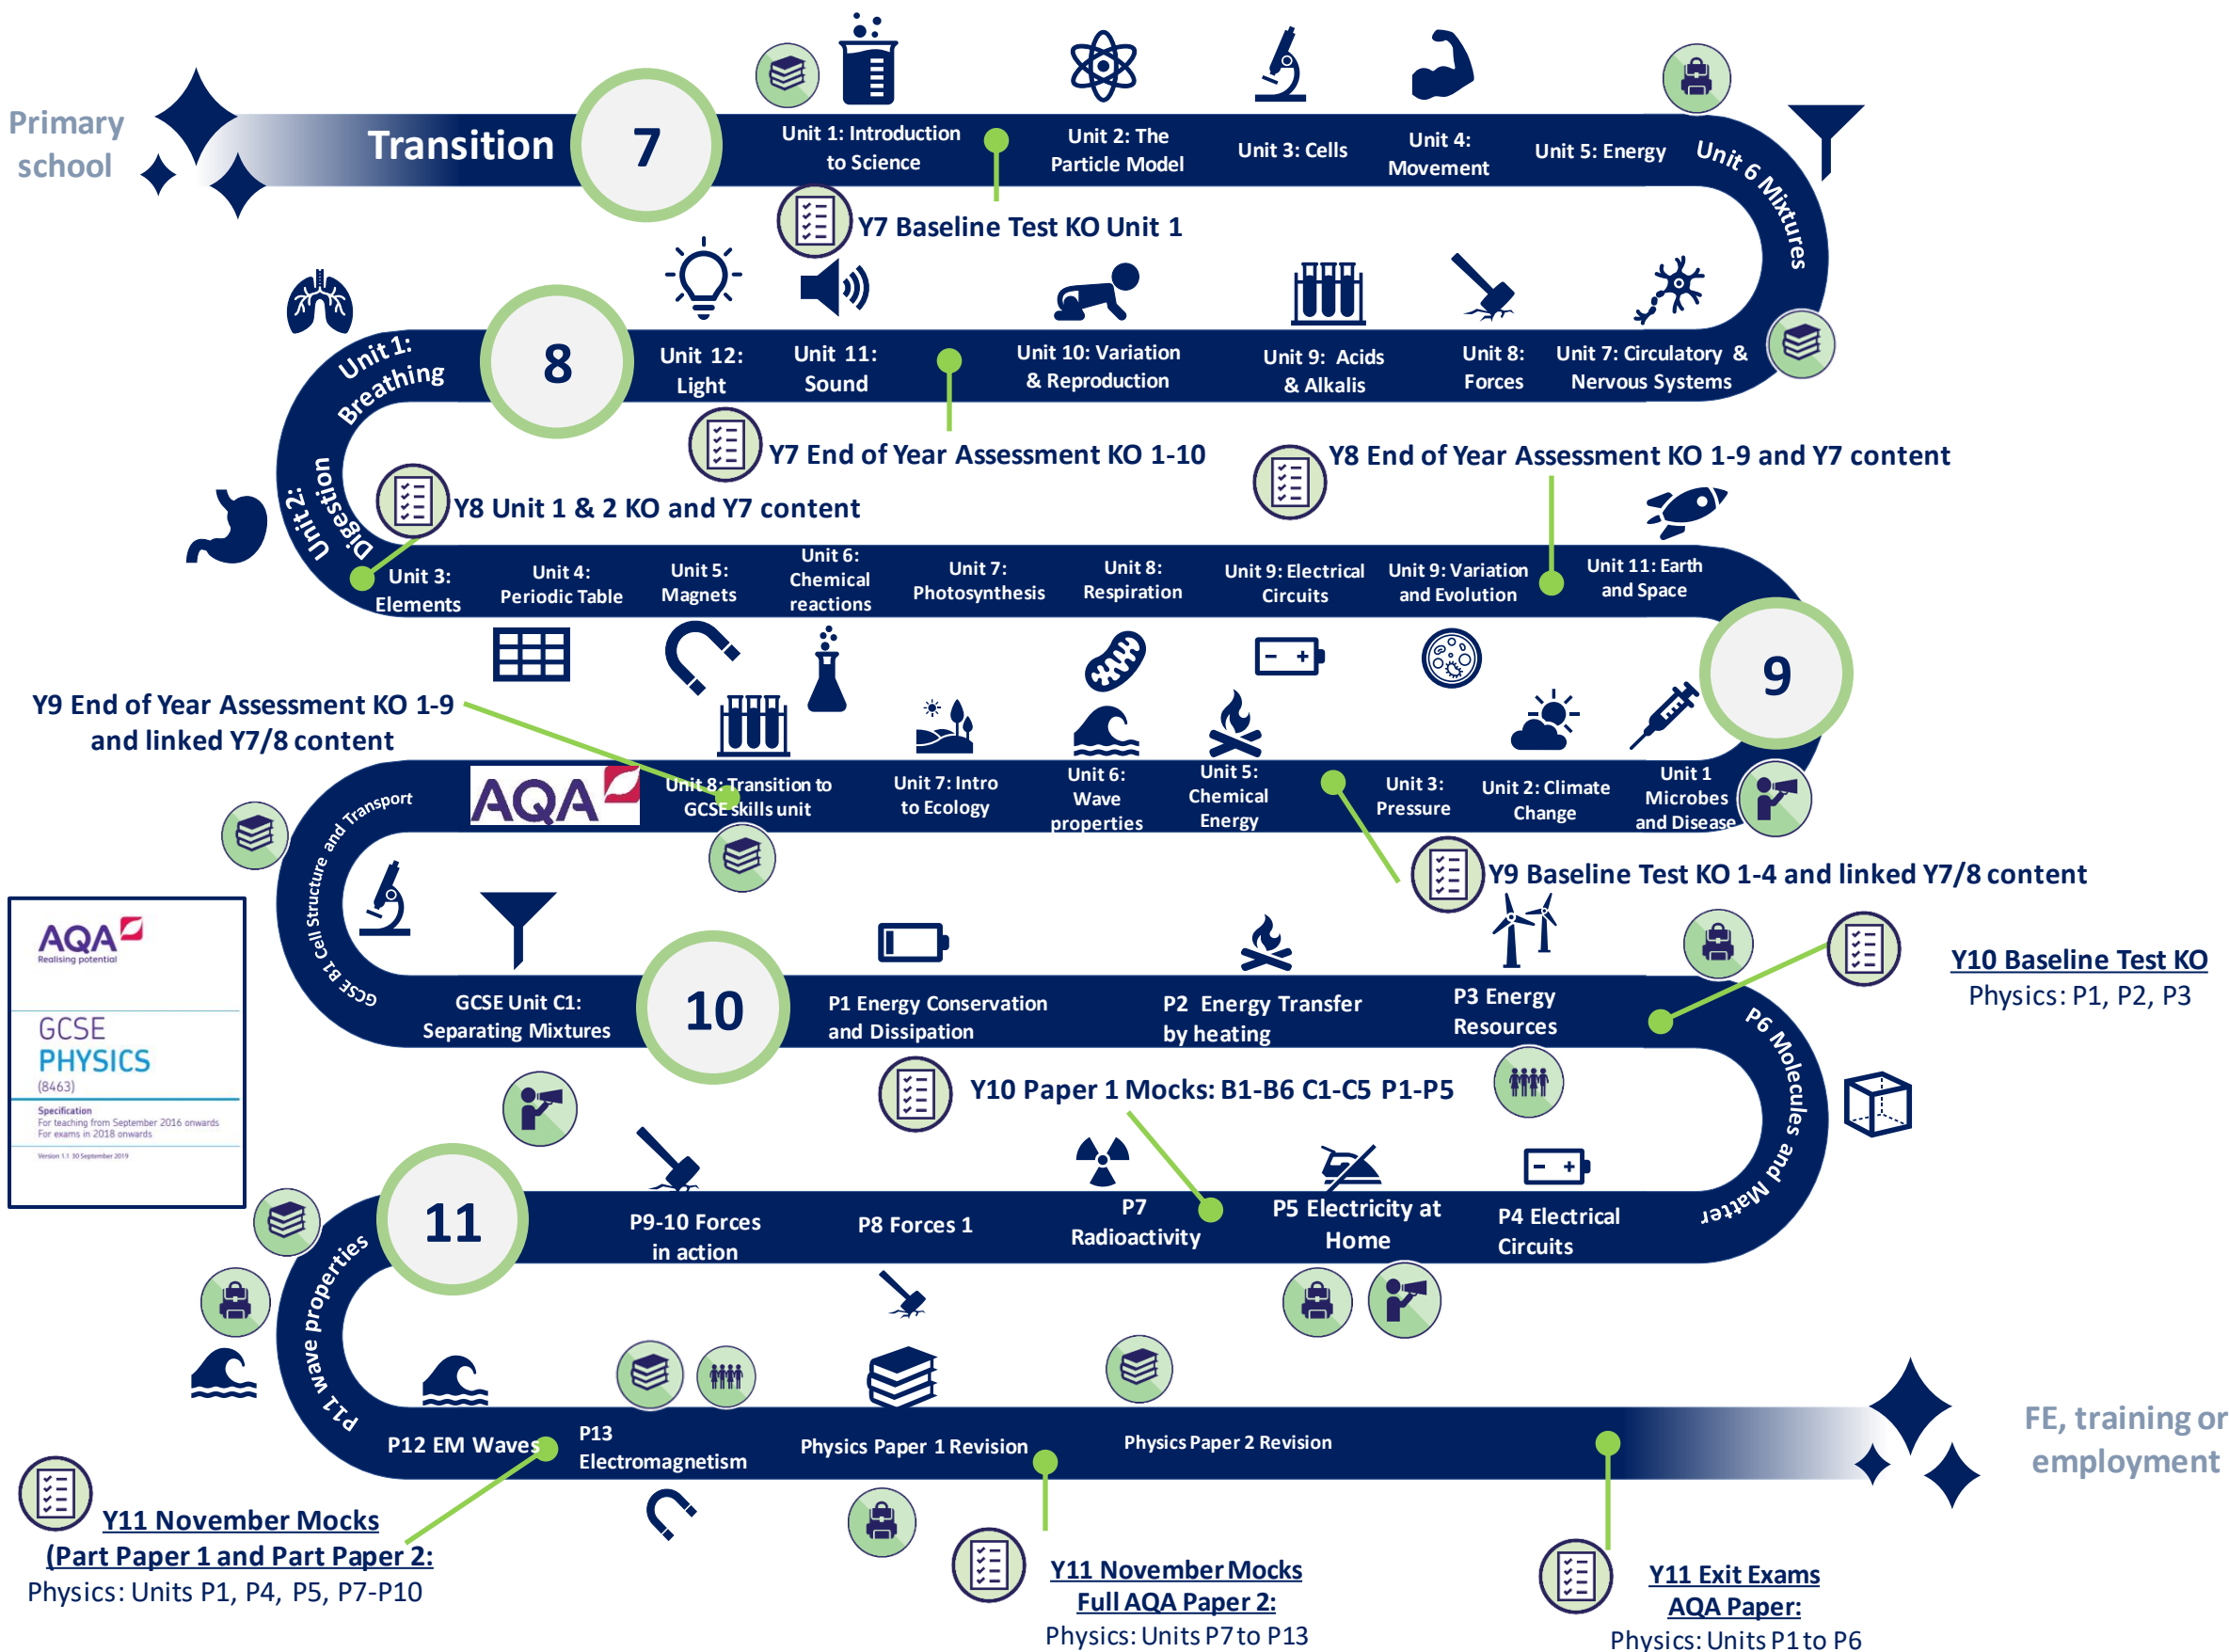 Primary
school
Transition
7
Unit 1: Introduction
to Science
Unit 2: The
Particle Model
Unit 3: Cells
Unit 4:
Movement
Unit 5: Energy
Unit 6 Mixtures
Y7 Baseline Test KO Unit 1
Unit 7: Circulatory &
Nervous Systems
Unit 8:
Forces
Unit 9: Acids
& Alkalis
Unit 10: Variation
& Reproduction
Unit 11:
Sound
Unit 12:
Light
8
Y7 End of Year Assessment KO 1-10
Unit 1:
Breathing
Unit2:
Digestion
Y8 Unit 1 & 2 KO and Y7 content
Y8 End of Year Assessment KO 1-9 and Y7 content
Unit 3:
Elements
Unit 4:
Periodic Table
Unit 5:
Magnets
Unit 6:
Chemical
reactions
Unit 7:
Photosynthesis
Unit 8:
Respiration
Unit 9: Electrical
Circuits
Unit 9: Variation
and Evolution
Unit 11: Earth
and Space
9
Unit 1
Microbes
and Disease
Unit 2: Climate
Change
Unit 3:
Pressure
Unit 5:
Chemical
Energy
Unit 6:
Wave
properties
Unit 7: Intro
to Ecology
Unit 8: Transition to
GCSE skills unit
AQA
Y9 End of Year Assessment KO 1-9
and linked Y7/8 content
Y9 Baseline Test KO 1-4 and linked Y7/8 content
GCSE B1 Cell Structure and Transport
AQA
Realising potential
GCSE
PHYSICS
(8463)
Specification
For teaching from September 2016 onwards
For exams in 2018 onwards
Version 1.1 30 September 2019
GCSE Unit C1:
Separating Mixtures
10
P1 Energy Conservation
and Dissipation
P2 Energy Transfer
by heating
P3 Energy
Resources
Y10 Baseline Test KO
Physics: P1, P2, P3
P6 Molecules and Matter
Y10 Paper 1 Mocks: B1-B6 C1-C5 P1-P5
P4 Electrical
Circuits
P5 Electricity at
Home
P7
Radioactivity
P8 Forces 1
P9-10 Forces
in action
11
P11 wave properties
P12 EM Waves
P13
Electromagnetism
Physics Paper 1 Revision
Physics Paper 2 Revision
FE, training or
employment
Y11 November Mocks
(Part Paper 1 and Part Paper 2:
Physics: Units P1, P4, P5, P7-P10
Y11 November Mocks
Full AQA Paper 2:
Physics: Units P7 to P13
Y11 Exit Exams
AQA Paper:
Physics: Units P1 to P6